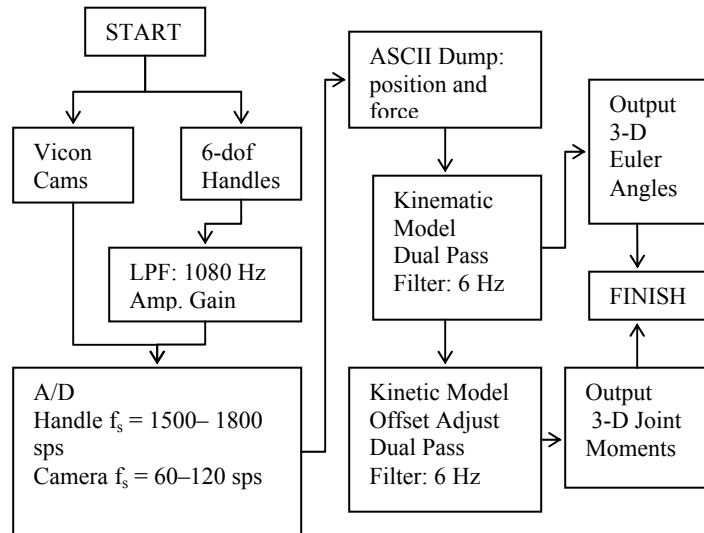 START
Vicon
Cams
6-dof
Handles
LPF: 1080 Hz
Amp. Gain
A/D
Handle fs = 1500– 1800
sps
Camera fs = 60–120 sps
ASCII Dump:
position and
force
Kinematic
Model
Dual Pass
Filter: 6 Hz
Kinetic Model
Offset Adjust
Dual Pass
Filter: 6 Hz
Output
3-D
Euler
Angles
Output
3-D Joint
Moments
FINISH